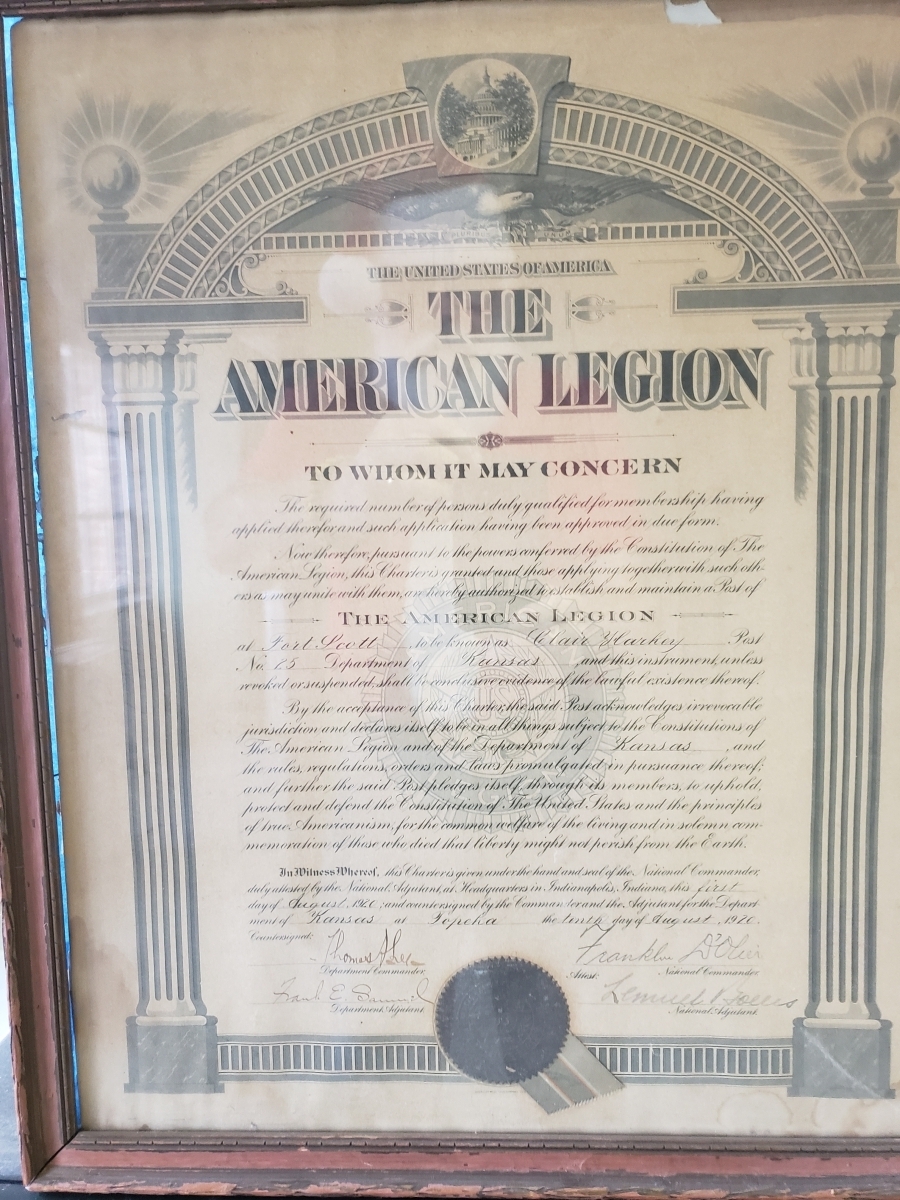 THE UNITED STATES OF AMERICA
THE
AMERICAN LEGION
TO WHOM IT MAY CONCERN
The required number of persons duly qualified for membership having
applied therefor and such application having been approved in due form.
Now therefore, pursuant to the powers conferred by the Constitution of The
American Legion, this Charter is granted and those applying together with such oth-
ers as may unite with them, are hereby authorized to establish and maintain a Post of
THE AMERICAN LEGION
at Fort Scott, to be known as Clair Post
No. 25 Department of Kansas, and this instrument, unless
revoked or suspended, shall be conclusive evidence of the lawful existence thereof.
By the acceptance of this Charter, the said Post acknowledges irrevocable
jurisdiction and declares itself to be in all things subject to the Constitutions of
The American Legion and of the Department of Kansas, and
the rules, regulations, orders and laws promulgated in pursuance thereof;
and further the said Post pledges itself, through its members, to uphold,
protect and defend the Constitution of The United States and the principles
of true Americanism, for the common welfare of the living and in solemn com-
memoration of those who died that liberty might not perish from the Earth.
In Witness Whereof, this Charter is given under the hand and seal of the National Commander,
duly attested by the National Adjutant, at Headquarters in Indianapolis, Indiana, this first
day of August, 1920, and countersigned by the Commander and the Adjutant for the Depart-
ment of Kansas at Topeka the tenth day of August, 1920.
Countersigned:
Franklin D'Olier
Department Commander.
Attest: National Commander.
Frank E. Samuel
Department Adjutant.
Lemuel Bolles
National Adjutant.